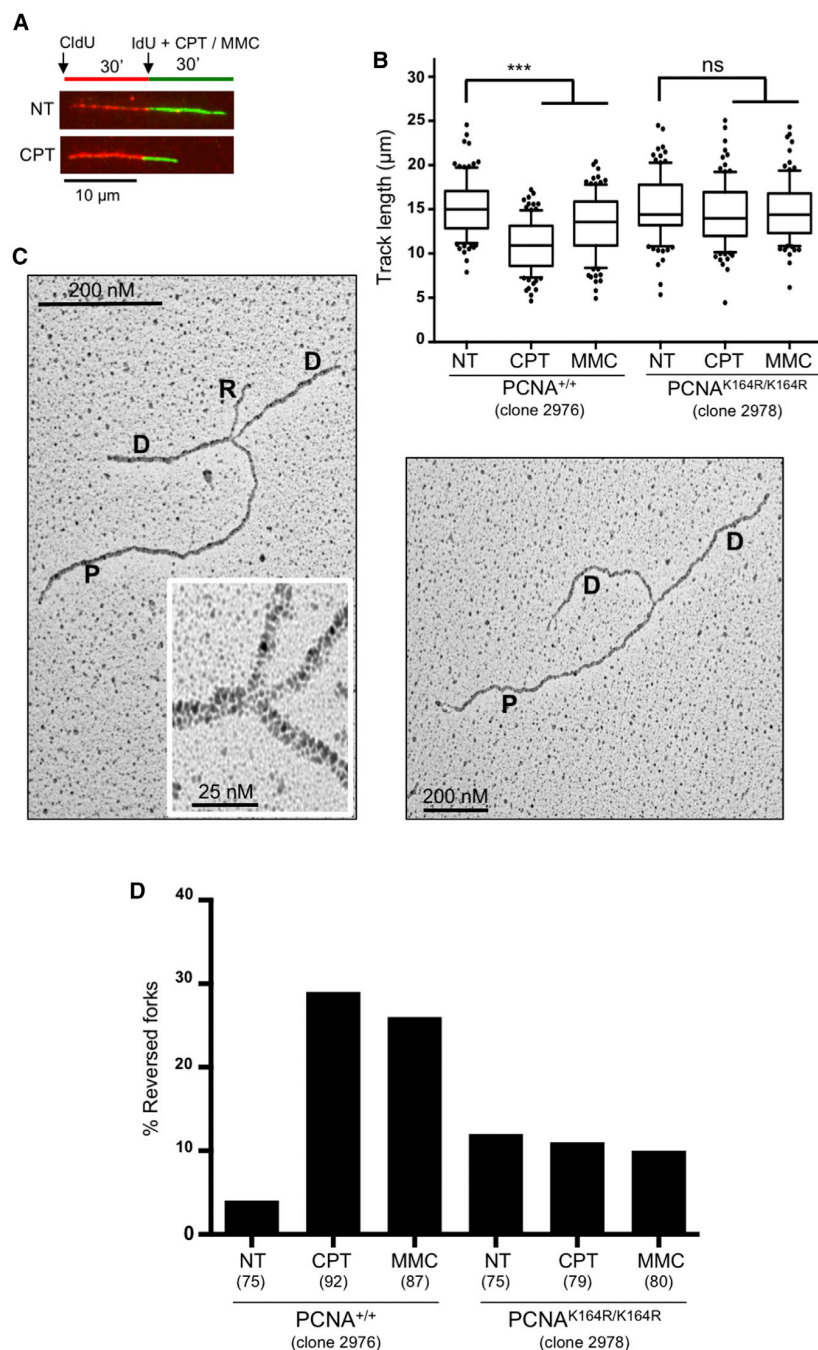 A
CldU IdU + CPT / MMC
30' 30'
NT
CPT
10 µm
B
Track length (µm)
30
25
20
15
10
5
0
*** ns
NT CPT MMC NT CPT MMC
PCNA+/+ PCNAK164R/K164R
(clone 2976) (clone 2978)
C
200 nM
D
R
D
P
25 nM
D
D
P
200 nM
D
% Reversed forks
40
30
20
10
0
NT CPT MMC NT CPT MMC
(75) (92) (87) (75) (79) (80)
PCNA+/+ PCNAK164R/K164R
(clone 2976) (clone 2978)